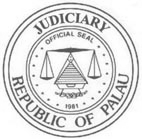 JUDICIARY
OFFICIAL SEAL
1981
REPUBLIC OF PALAU